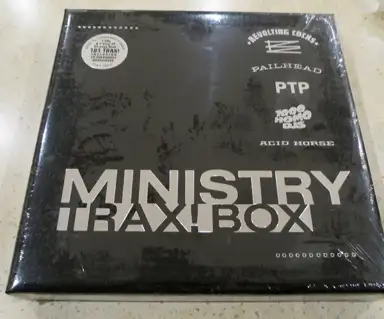 REVOLTING COCKS
PAILHEAD
PTP
1000
HOMO
DJS
ACID HORSE
MINISTRY
TRAX! BOX